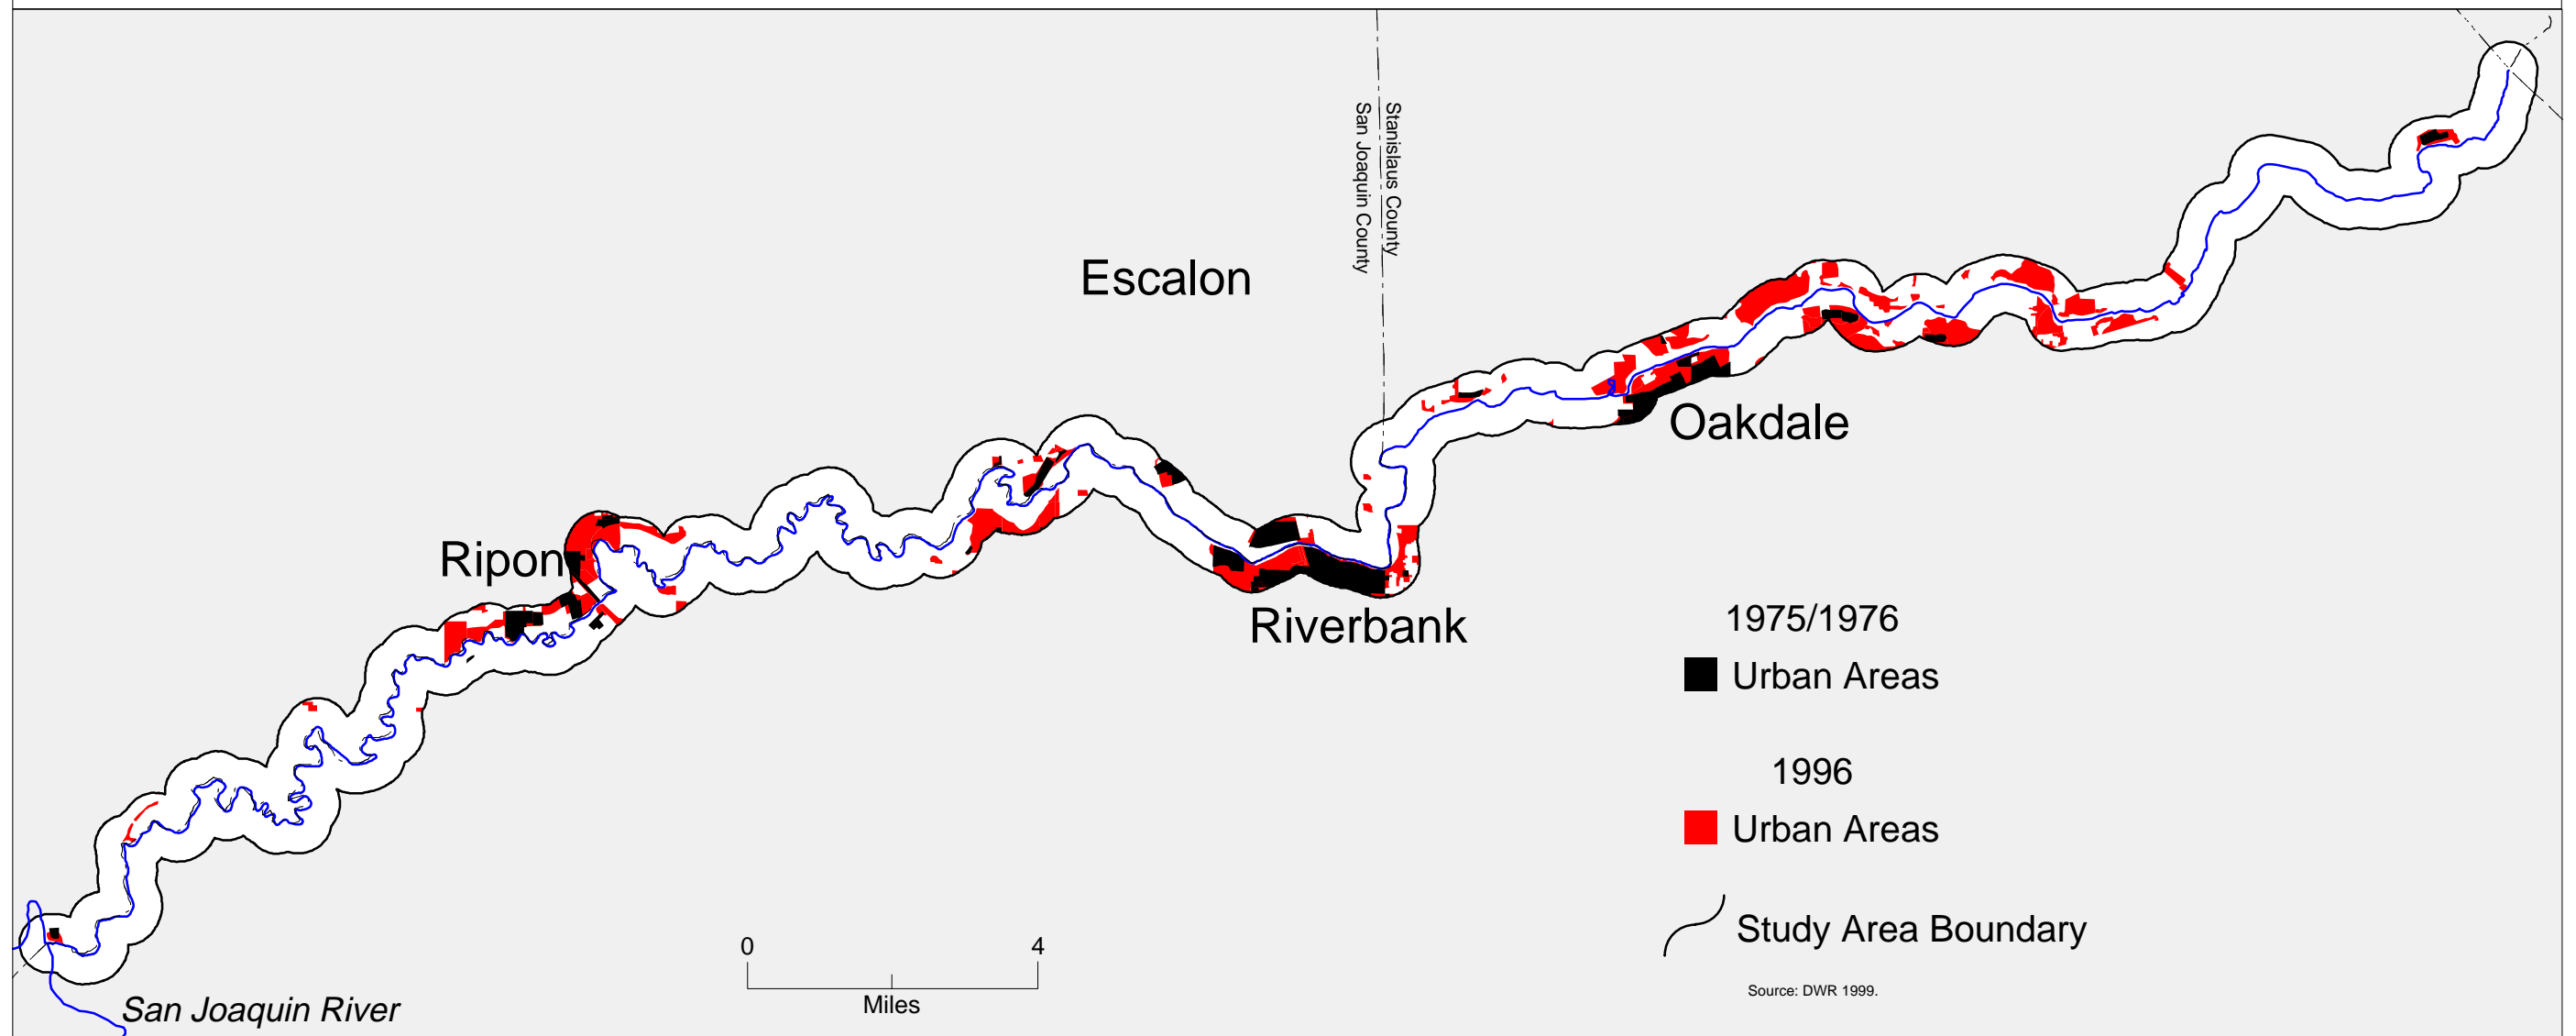 Stanislaus County
San Joaquin County
Escalon
Oakdale
Ripon
Riverbank
1975/1976
Urban Areas
1996
Urban Areas
Study Area Boundary
0 4
Miles
Source: DWR 1999.
San Joaquin River